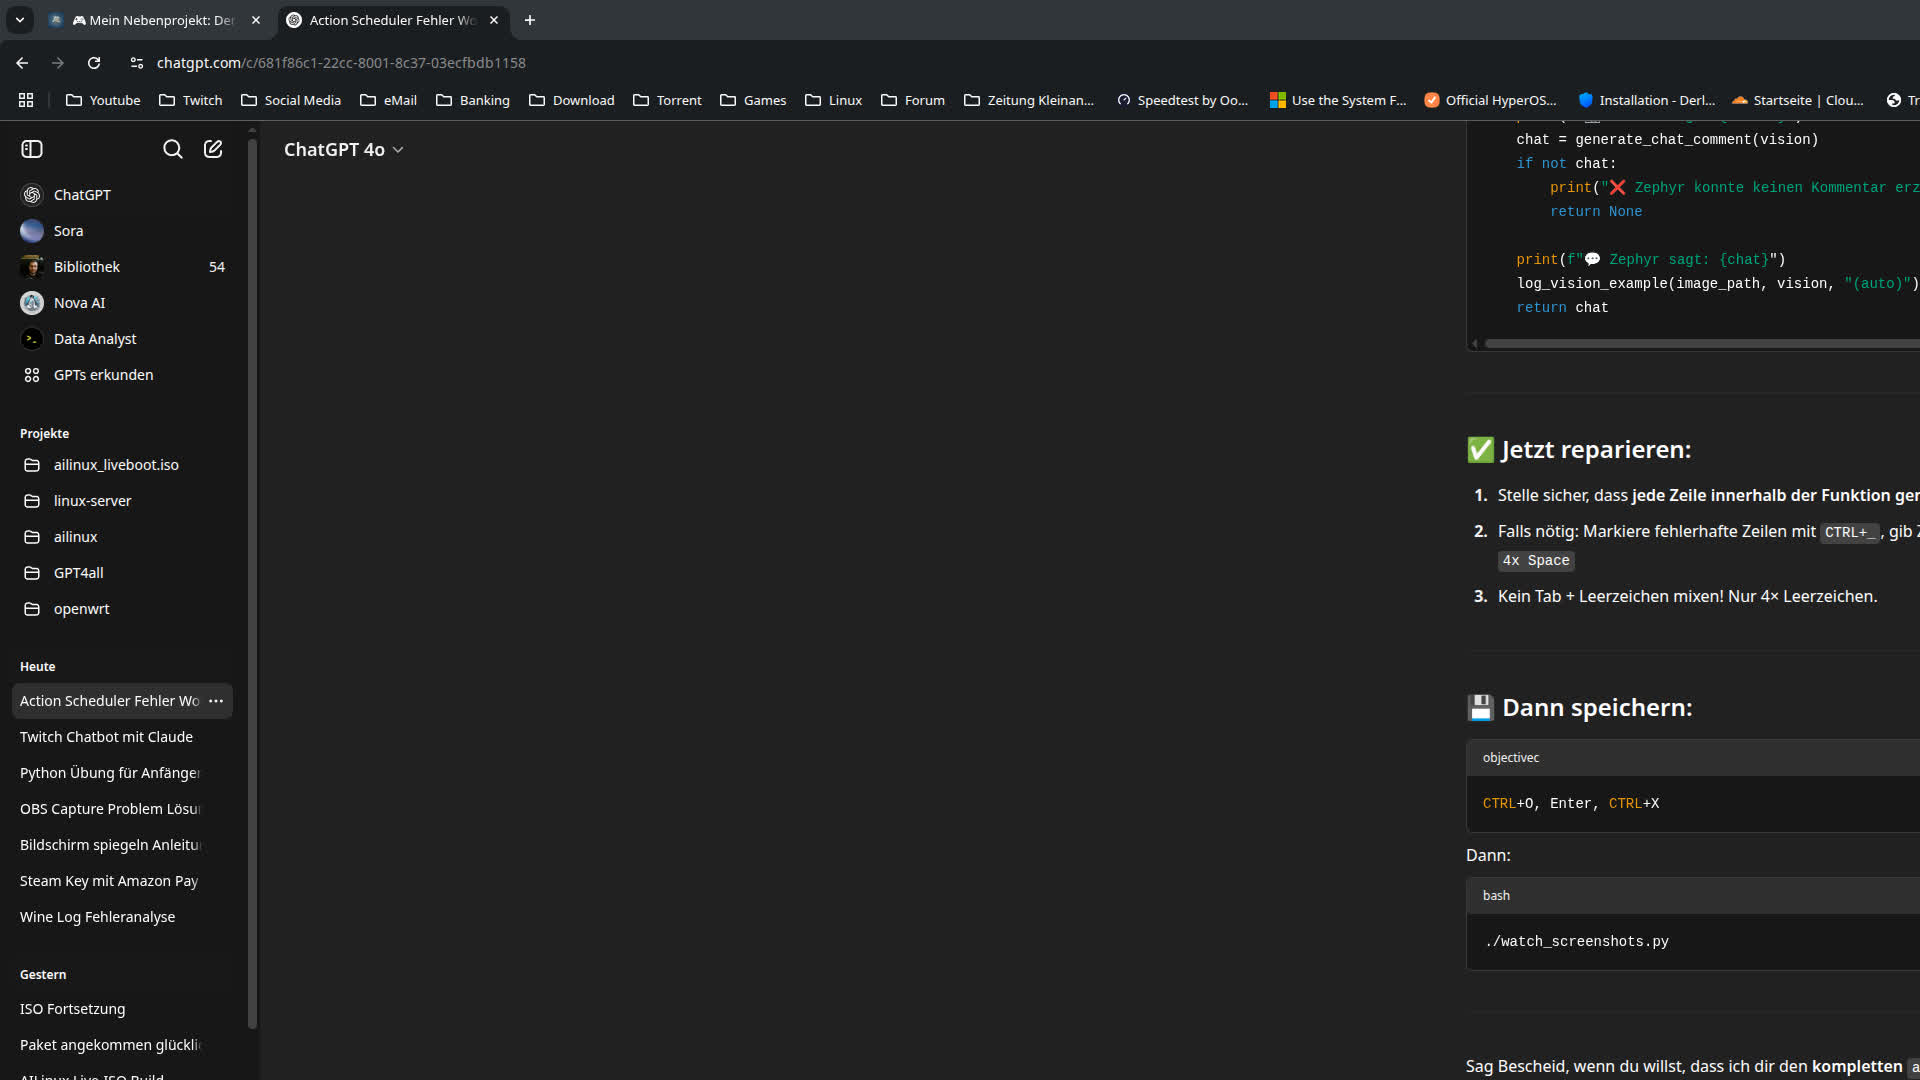 🎮 Mein Nebenprojekt: De
Action Scheduler Fehler Wo
chatgpt.com/c/681f86c1-22cc-8001-8c37-03ecfbdb1158
Youtube
Twitch
Social Media
eMail
Banking
Download
Torrent
Games
Linux
Forum
Zeitung Kleinan...
Speedtest by Oo...
Use the System F...
Official HyperOS...
Installation - Derl...
Startseite | Clou...
Tr
ChatGPT
Sora
Bibliothek
54
Nova AI
Data Analyst
GPTs erkunden
Projekte
ailinux_liveboot.iso
linux-server
ailinux
GPT4all
openwrt
Heute
Action Scheduler Fehler Wo
Twitch Chatbot mit Claude
Python Übung für Anfänger
OBS Capture Problem Lösu
Bildschirm spiegeln Anleitu
Steam Key mit Amazon Pay
Wine Log Fehleranalyse
Gestern
ISO Fortsetzung
Paket angekommen glückli
AILinux Live ISO Build
ChatGPT 4o
chat = generate_chat_comment(vision)
if not chat:
print("❌ Zephyr konnte keinen Kommentar erz
return None
print(f"💬 Zephyr sagt: {chat}")
log_vision_example(image_path, vision, "(auto)")
return chat
✅ Jetzt reparieren:
1. Stelle sicher, dass jede Zeile innerhalb der Funktion ger
2. Falls nötig: Markiere fehlerhafte Zeilen mit CTRL+_, gib Z
4x Space
3. Kein Tab + Leerzeichen mixen! Nur 4× Leerzeichen.
💾 Dann speichern:
objectivec
CTRL+O, Enter, CTRL+X
Dann:
bash
./watch_screenshots.py
Sag Bescheid, wenn du willst, dass ich dir den kompletten a